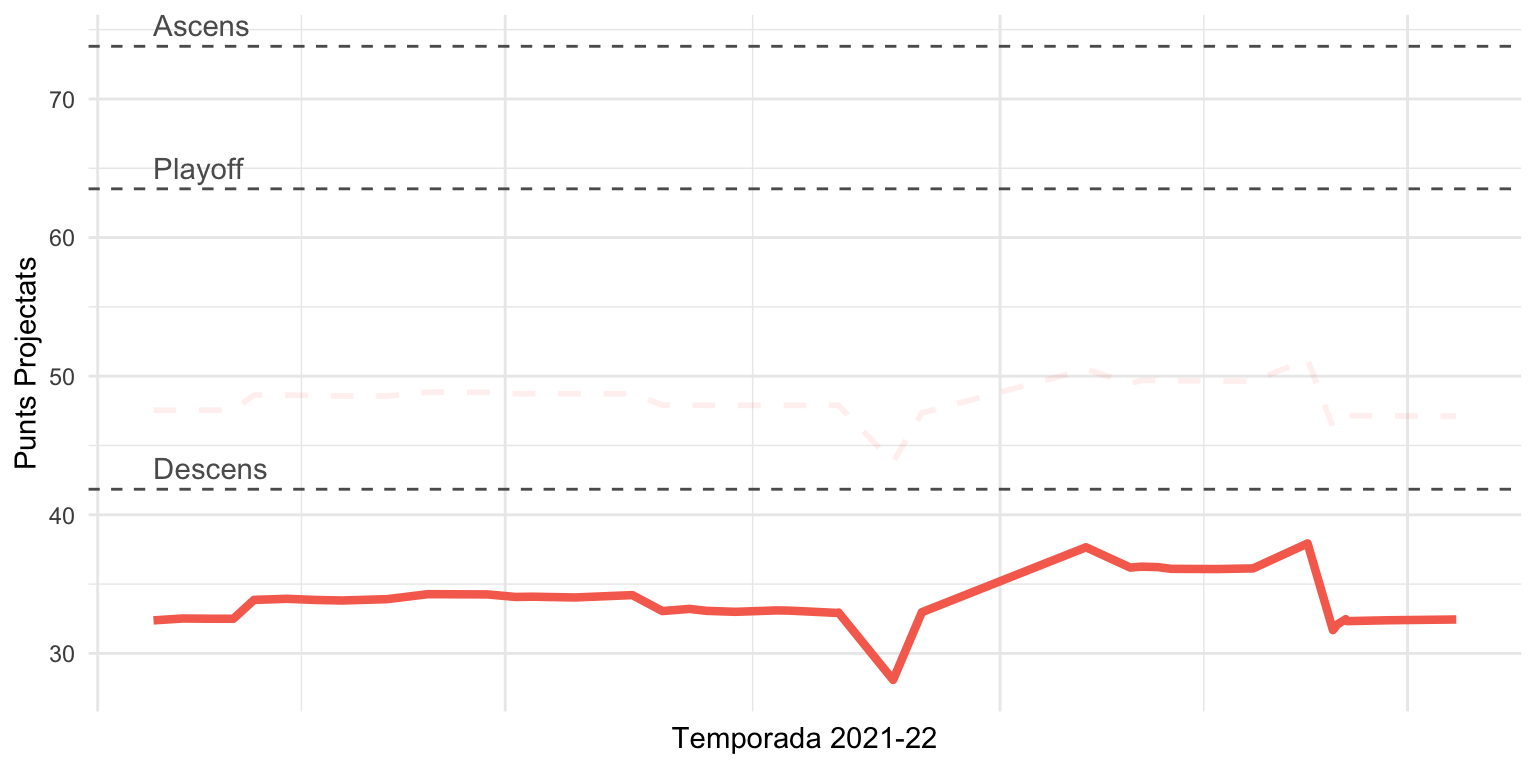 Ascens
70
Playoff
60
Punts Projectats
50
Descens
40
30
Temporada 2021-22